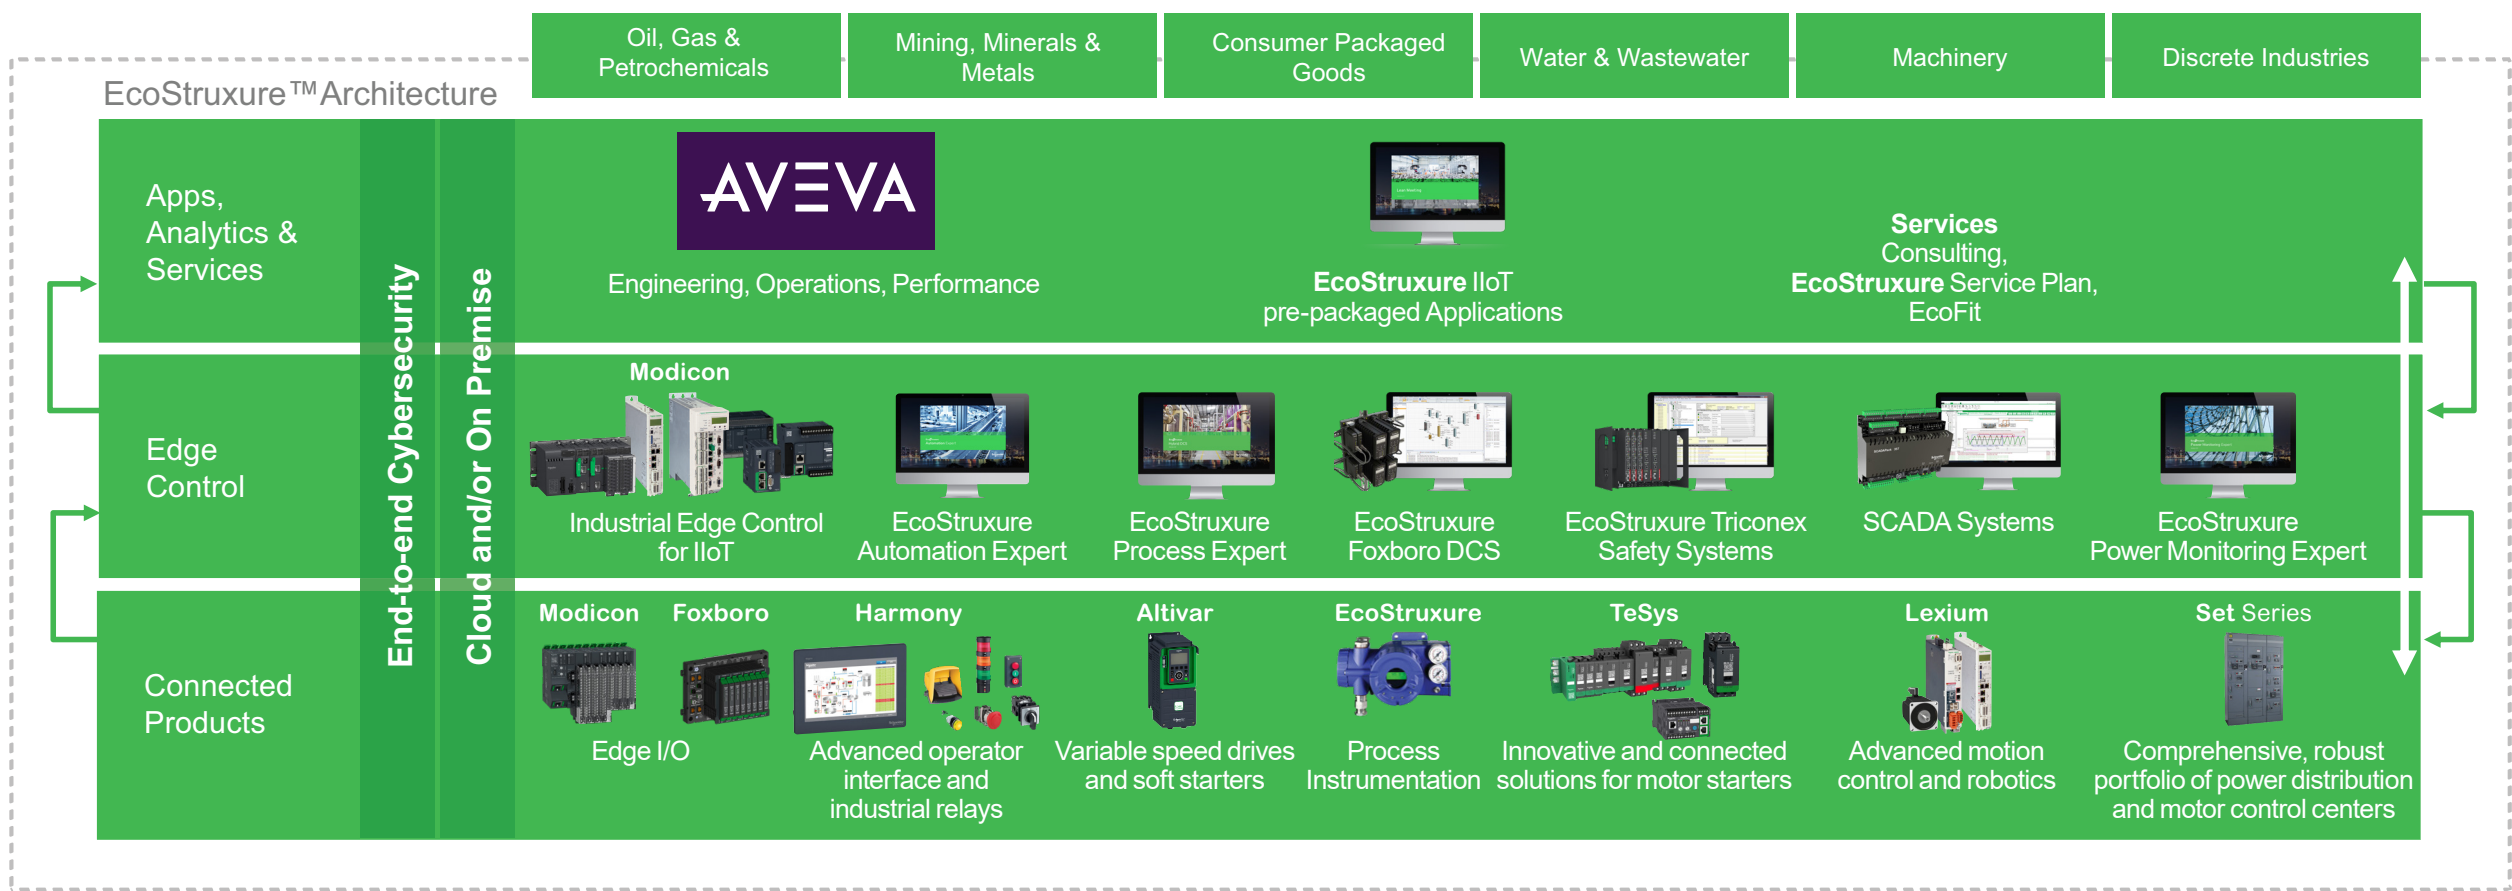 Oil, Gas &
Petrochemicals
Mining, Minerals &
Metals
Consumer Packaged
Goods
Water & Wastewater
Machinery
Discrete Industries
EcoStruxure™ Architecture
Apps,
Analytics &
Services
End-to-end Cybersecurity
Cloud and/or On Premise
AVEVA
Engineering, Operations, Performance
EcoStruxure IIoT
pre-packaged Applications
Services
Consulting,
EcoStruxure Service Plan,
EcoFit
Edge
Control
Modicon
Industrial Edge Control
for IIoT
EcoStruxure
Automation Expert
EcoStruxure
Process Expert
EcoStruxure
Foxboro DCS
EcoStruxure Triconex
Safety Systems
SCADA Systems
EcoStruxure
Power Monitoring Expert
Connected
Products
Modicon
Foxboro
Edge I/O
Harmony
Advanced operator
interface and
industrial relays
Altivar
Variable speed drives
and soft starters
EcoStruxure
Process
Instrumentation
TeSys
Innovative and connected
solutions for motor starters
Lexium
Advanced motion
control and robotics
Set Series
Comprehensive, robust
portfolio of power distribution
and motor control centers